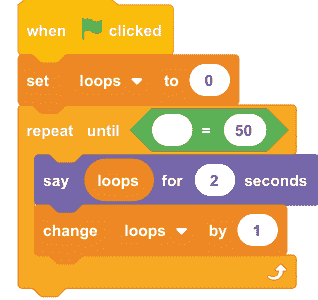 when clicked
set loops to 0
repeat until = 50
say loops for 2 seconds
change loops by 1